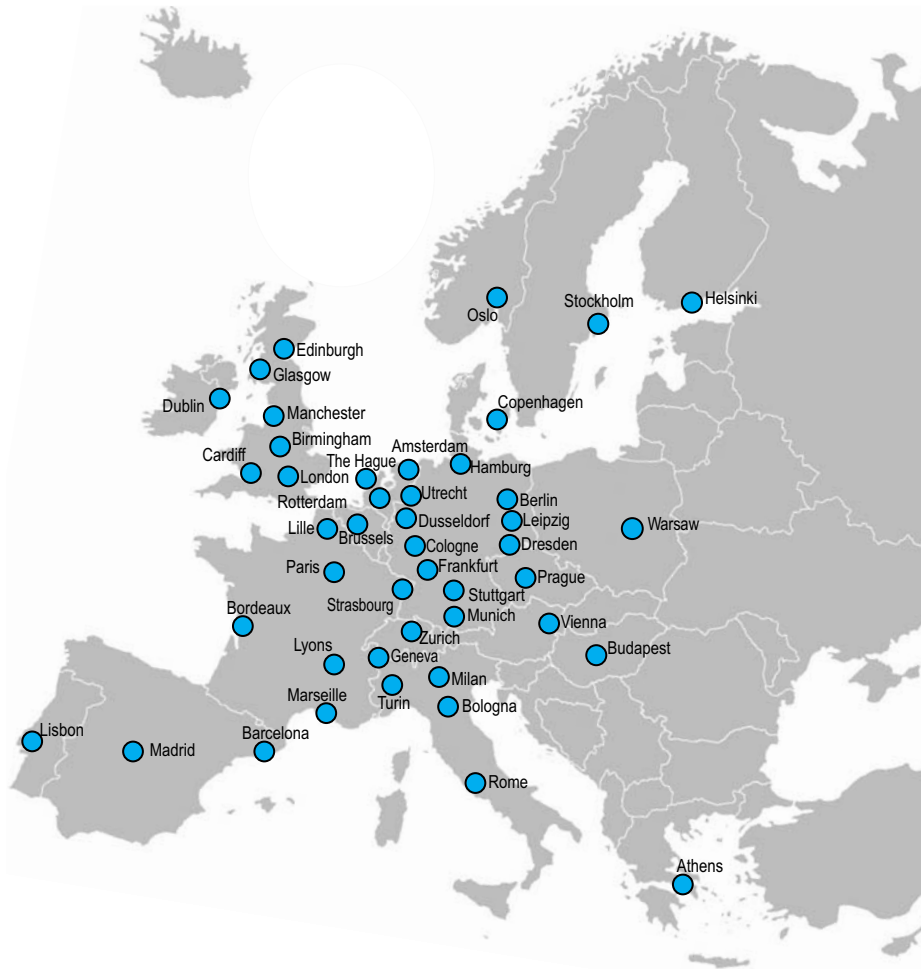 Oslo
Stockholm
Helsinki
Edinburgh
Glasgow
Dublin
Manchester
Copenhagen
Birmingham
Cardiff
London
The Hague
Amsterdam
Hamburg
Rotterdam
Utrecht
Berlin
Lille
Brussels
Dusseldorf
Leipzig
Warsaw
Cologne
Dresden
Paris
Frankfurt
Prague
Strasbourg
Stuttgart
Bordeaux
Munich
Vienna
Zurich
Lyons
Geneva
Budapest
Milan
Marseille
Turin
Bologna
Lisbon
Madrid
Barcelona
Rome
Athens